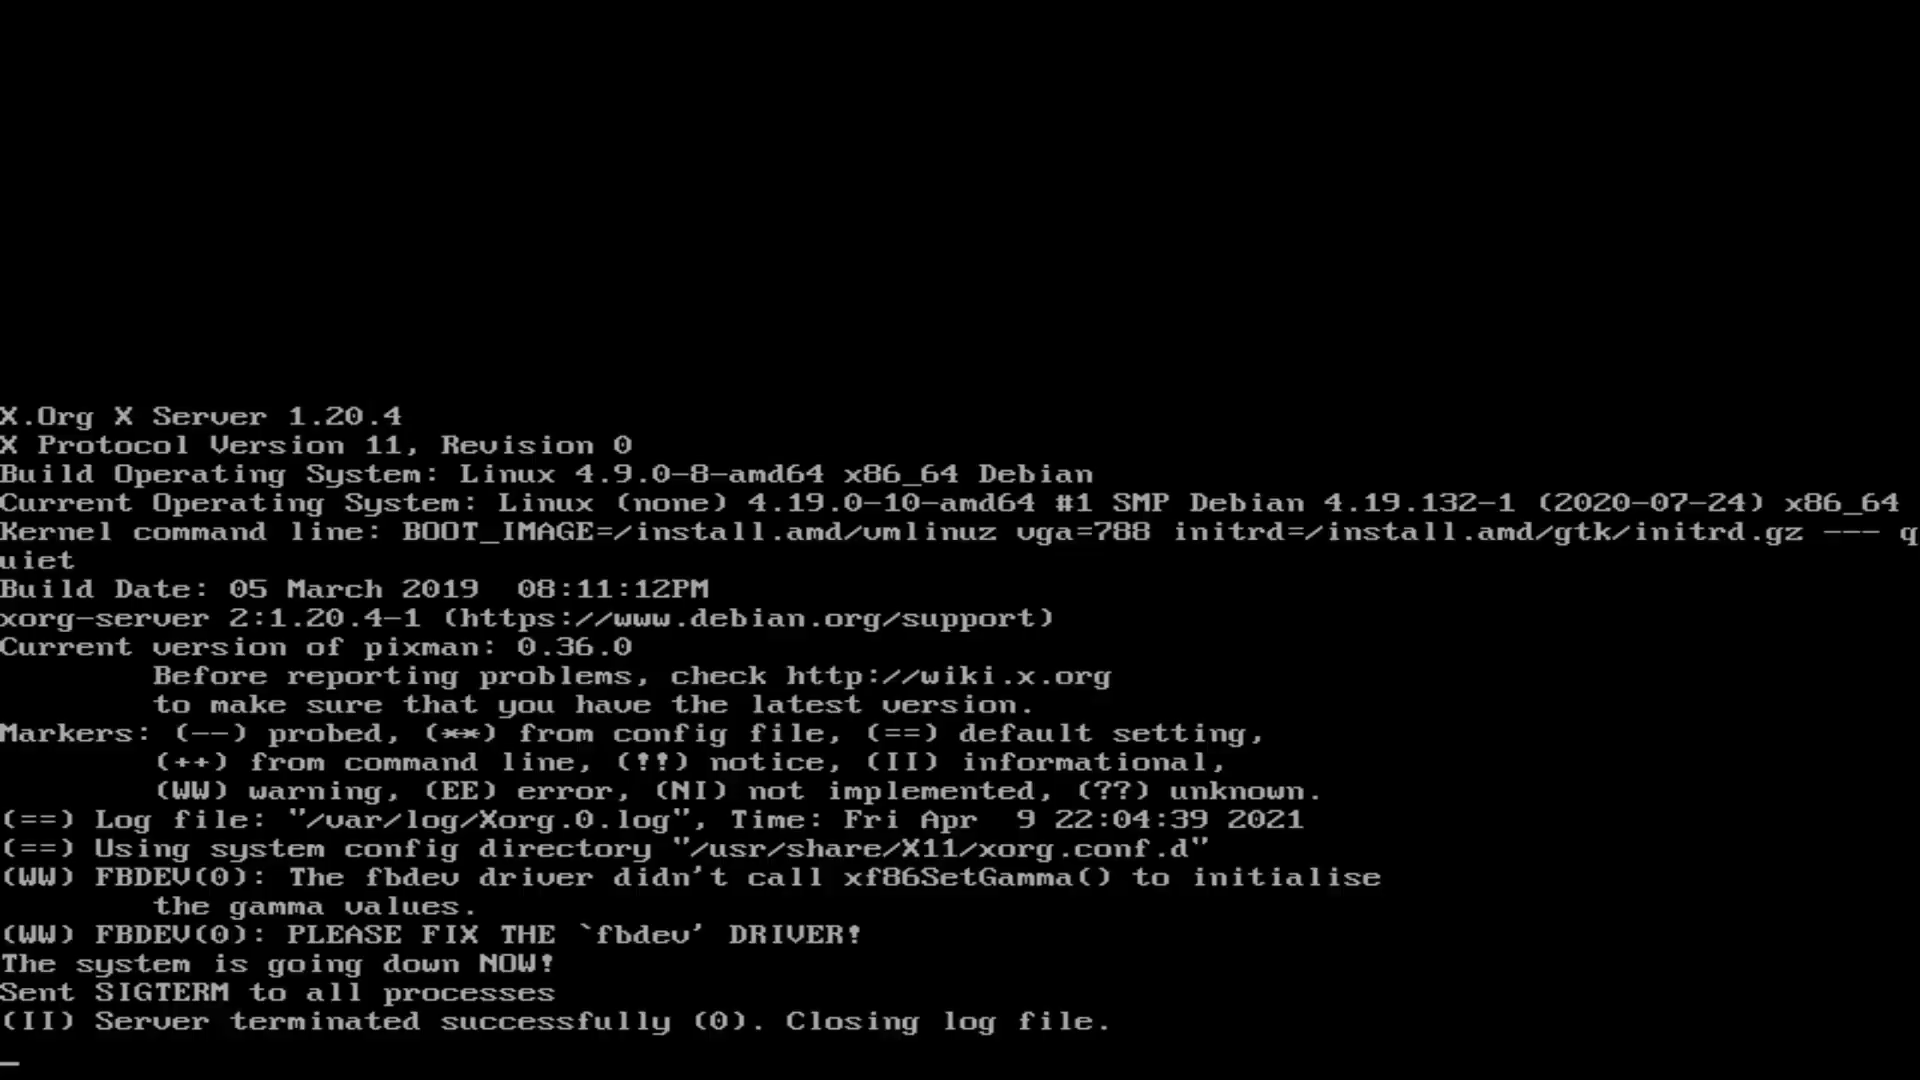 X.Org X Server 1.20.4
X Protocol Version 11, Revision 0
Build Operating System: Linux 4.9.0-8-amd64 x86_64 Debian
Current Operating System: Linux (none) 4.19.0-10-amd64 #1 SMP Debian 4.19.132-1 (2020-07-24) x86_64
Kernel command line: BOOT_IMAGE=/install.amd/vmlinuz vga=788 initrd=/install.amd/gtk/initrd.gz --- q
uiet
Build Date: 05 March 2019  08:11:12PM
xorg-server 2:1.20.4-1 (https://www.debian.org/support)
Current version of pixman: 0.36.0
        Before reporting problems, check http://wiki.x.org
        to make sure that you have the latest version.
Markers: (--) probed, (**) from config file, (==) default setting,
        (++) from command line, (!!) notice, (II) informational,
        (WW) warning, (EE) error, (NI) not implemented, (??) unknown.
(==) Log file: "/var/log/Xorg.0.log", Time: Fri Apr  9 22:04:39 2021
(==) Using system config directory "/usr/share/X11/xorg.conf.d"
(WW) FBDEV(0): The fbdev driver didn't call xf86SetGamma() to initialise
        the gamma values.
(WW) FBDEV(0): PLEASE FIX THE `fbdev' DRIVER!
The system is going down NOW!
Sent SIGTERM to all processes
(II) Server terminated successfully (0). Closing log file.